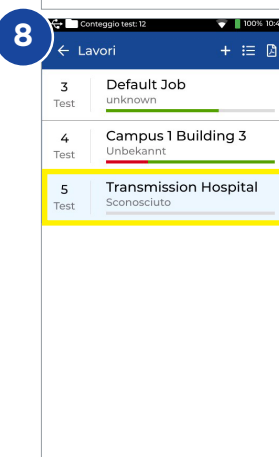 8
Conteggio test: 12 100% 10:4
Lavori
3 Default Job
Test unknown
4 Campus 1 Building 3
Test Unbekannt
5 Transmission Hospital
Test Sconosciuto